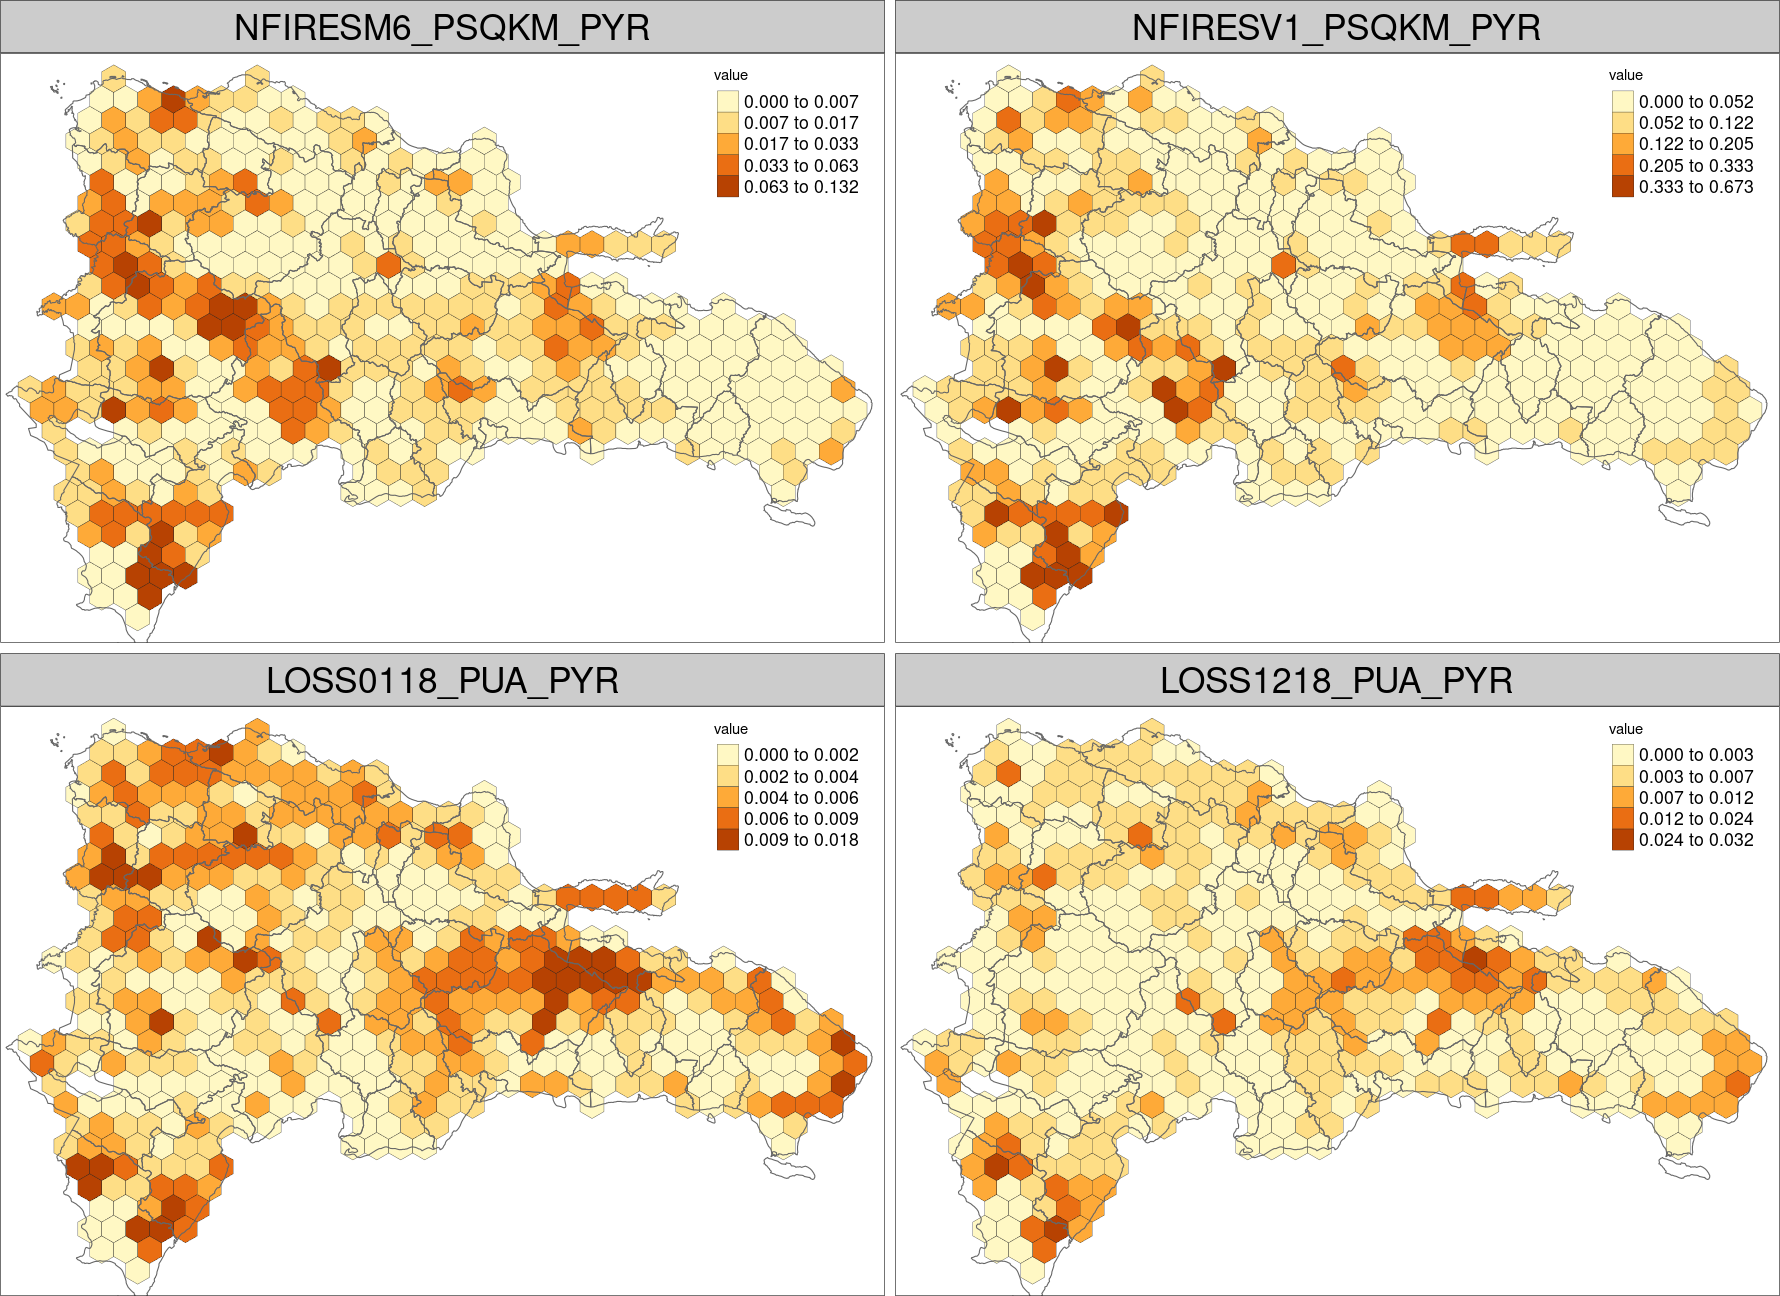 NFIRESM6_PSQKM_PYR
value
0.000 to 0.007
0.007 to 0.017
0.017 to 0.033
0.033 to 0.063
0.063 to 0.132
NFIRESV1_PSQKM_PYR
value
0.000 to 0.052
0.052 to 0.122
0.122 to 0.205
0.205 to 0.333
0.333 to 0.673
LOSS0118_PUA_PYR
value
0.000 to 0.002
0.002 to 0.004
0.004 to 0.006
0.006 to 0.009
0.009 to 0.018
LOSS1218_PUA_PYR
value
0.000 to 0.003
0.003 to 0.007
0.007 to 0.012
0.012 to 0.024
0.024 to 0.032